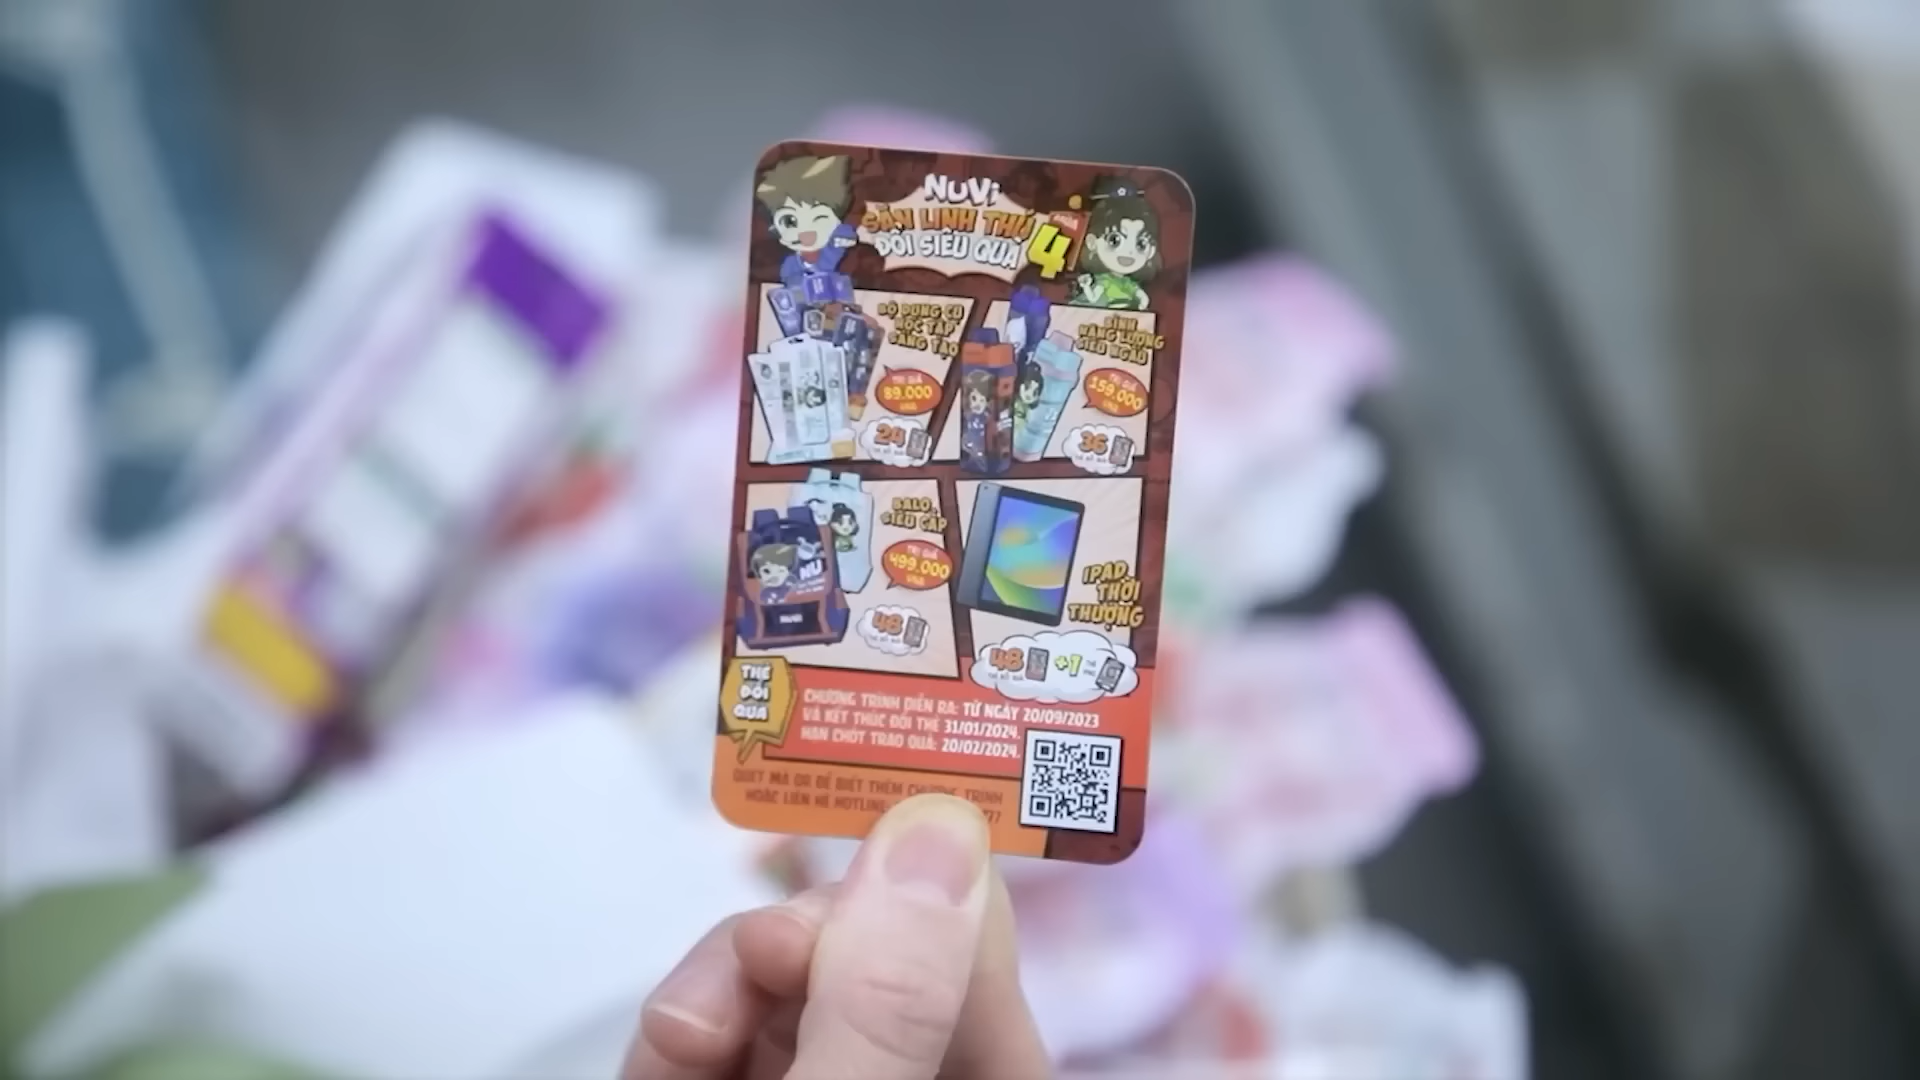 NUVI
SĂN LINH THÚ
ĐỔI SIÊU QUÀ
MÙA
4
BỘ DỤNG CỤ
HỌC TẬP
SÁNG TẠO
TRỊ GIÁ
89.000
VNĐ
24
BÌNH
NĂNG LƯỢNG
SIÊU NGẦU
TRỊ GIÁ
159.000
VNĐ
36
BALO
SIÊU CẤP
TRỊ GIÁ
499.000
VNĐ
48
NU
NUVI
IPAD
THỜI
THƯỢNG
48
+1
THẺ
ĐỔI
QUÀ
CHƯƠNG TRÌNH DIỄN RA: TỪ NGÀY 20/09/2023
VÀ KẾT THÚC ĐỔI THẺ 31/01/2024.
HẠN CHÓT TRAO QUÀ: 20/02/2024.
QUÉT MÃ QR ĐỂ BIẾT THÊM CHƯƠNG TRÌNH
HOẶC LIÊN HỆ HOTLINE: